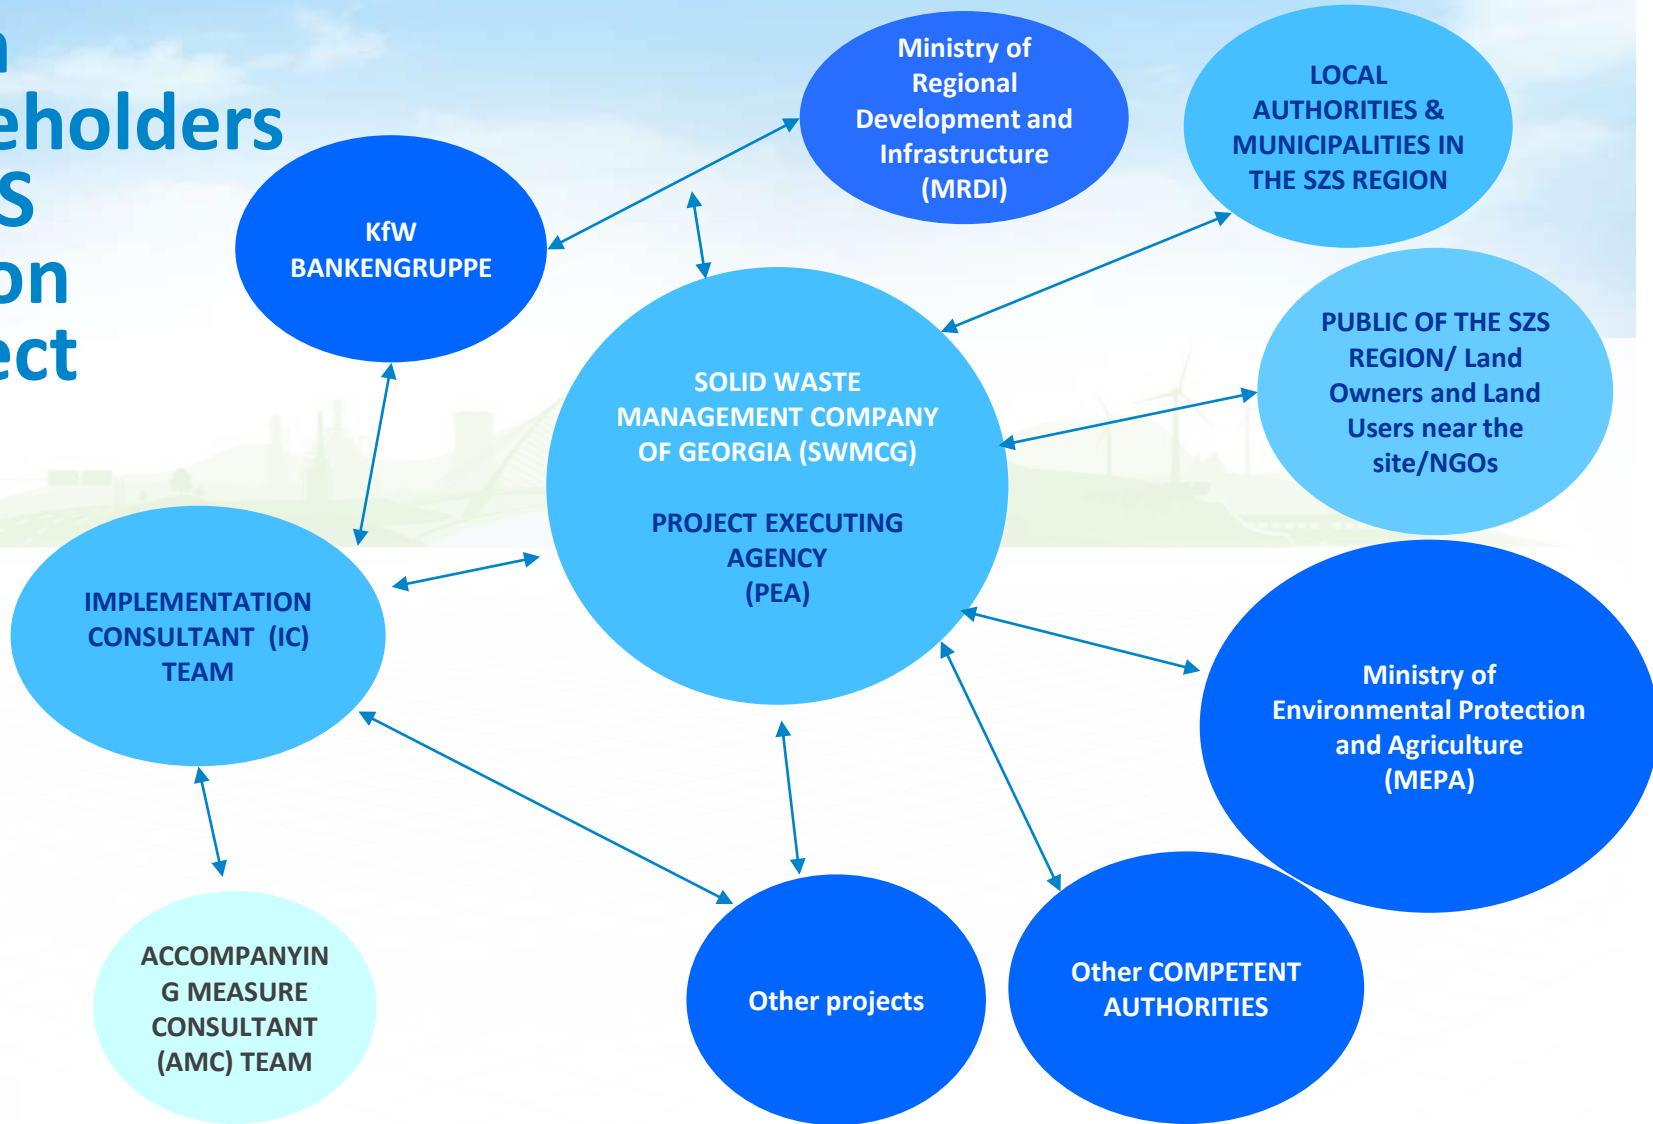 eholders
S
on
ect
Ministry of
Regional
Development and
Infrastructure
(MRDI)
LOCAL
AUTHORITIES &
MUNICIPALITIES IN
THE SZS REGION
KfW
BANKENGRUPPE
PUBLIC OF THE SZS
REGION/ Land
Owners and Land
Users near the
site/NGOs
SOLID WASTE
MANAGEMENT COMPANY
OF GEORGIA (SWMCG)
PROJECT EXECUTING
AGENCY
(PEA)
IMPLEMENTATION
CONSULTANT (IC)
TEAM
Ministry of
Environmental Protection
and Agriculture
(MEPA)
ACCOMPANYIN
G MEASURE
CONSULTANT
(AMC) TEAM
Other projects
Other COMPETENT
AUTHORITIES